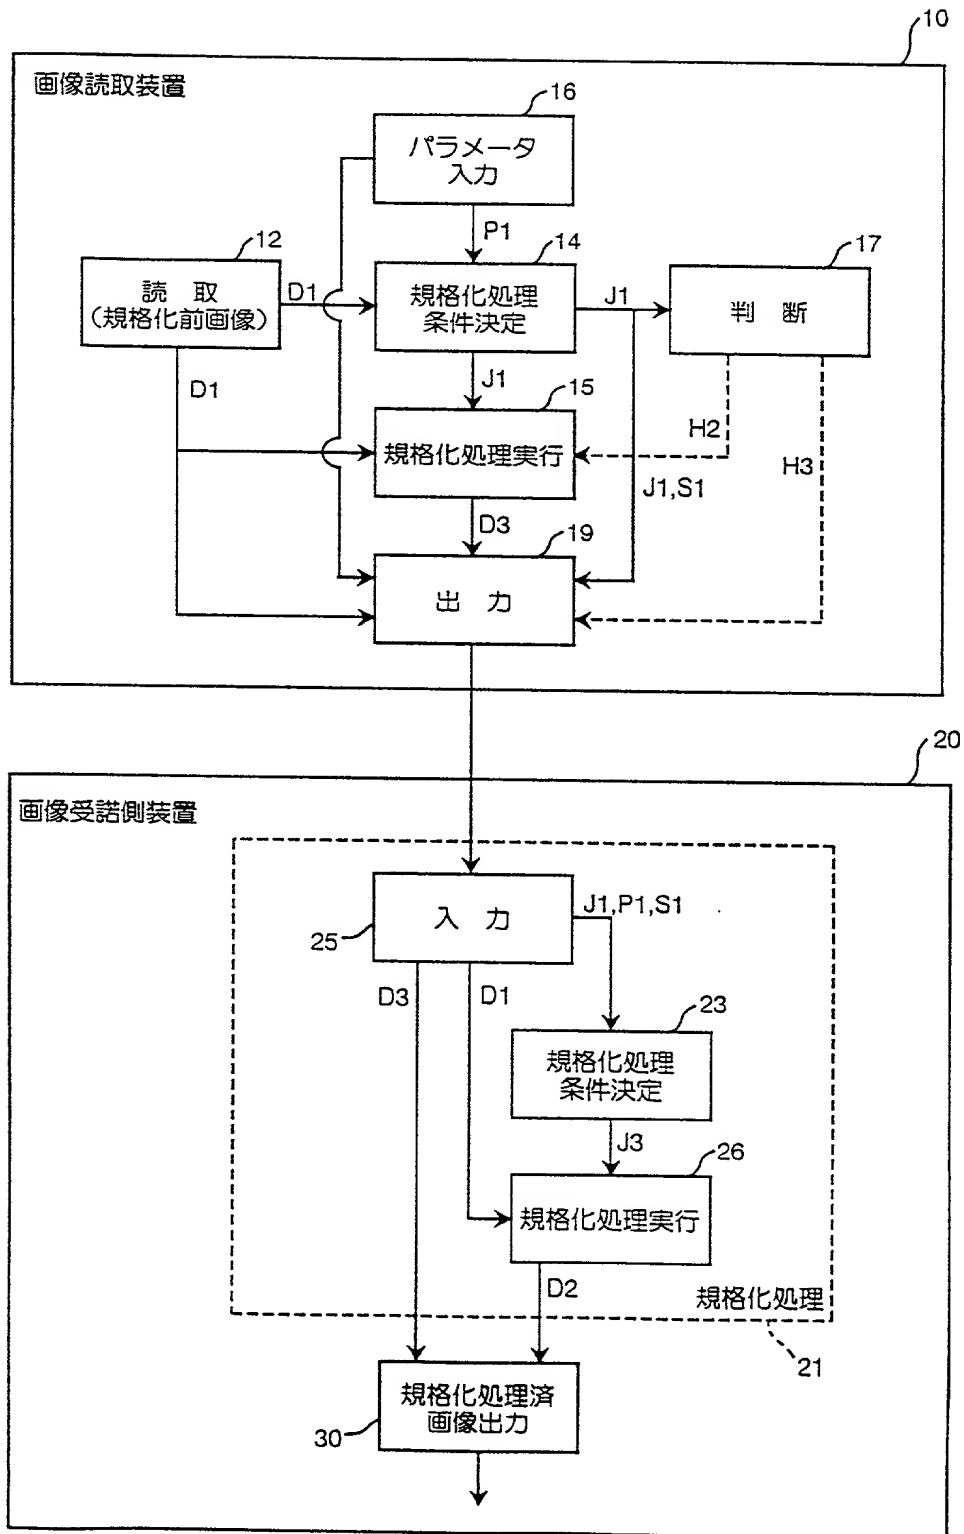 10
画像読取装置
16
パラメータ
入力
P1
12
読 取
(規格化前画像)
D1
14
規格化処理
条件決定
J1
17
判 断
D1
J1
15
規格化処理実行
H2
H3
J1,S1
D3
19
出 力
20
画像受諾側装置
入 力
25
J1,P1,S1
D3
D1
23
規格化処理
条件決定
J3
26
規格化処理実行
D2
規格化処理
21
規格化処理済
画像出力
30